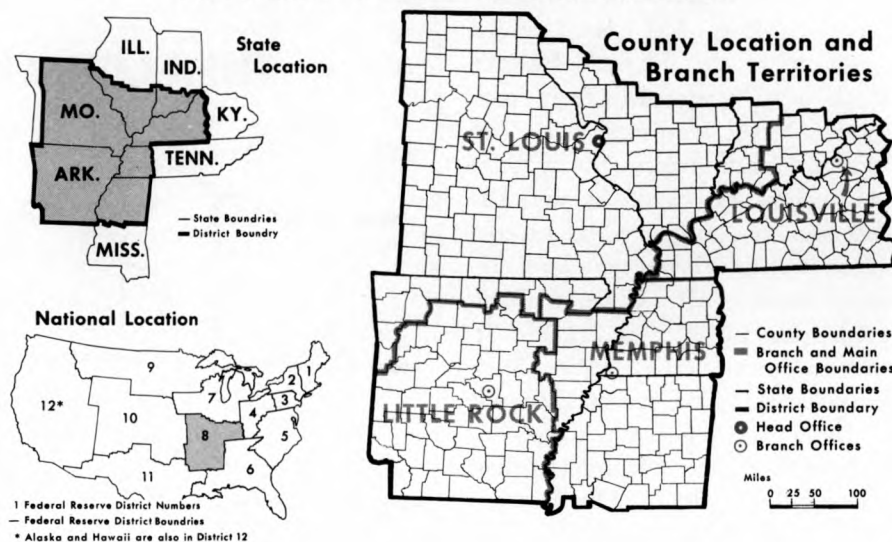 ILL.
IND.
State
Location
MO.
KY.
TENN.
ARK.
— State Boundries
District Boundry
MISS.
National Location
1
2
3
4
5
6
7
8
9
10
11
12*
1 Federal Reserve District Numbers
— Federal Reserve District Boundries
* Alaska and Hawaii are also in District 12
County Location and
Branch Territories
ST. LOUIS
LOUISVILLE
MEMPHIS
LITTLE ROCK
— County Boundaries
Branch and Main
Office Boundaries
— State Boundaries
District Boundary
Head Office
Branch Offices
Miles
0 25 50 100